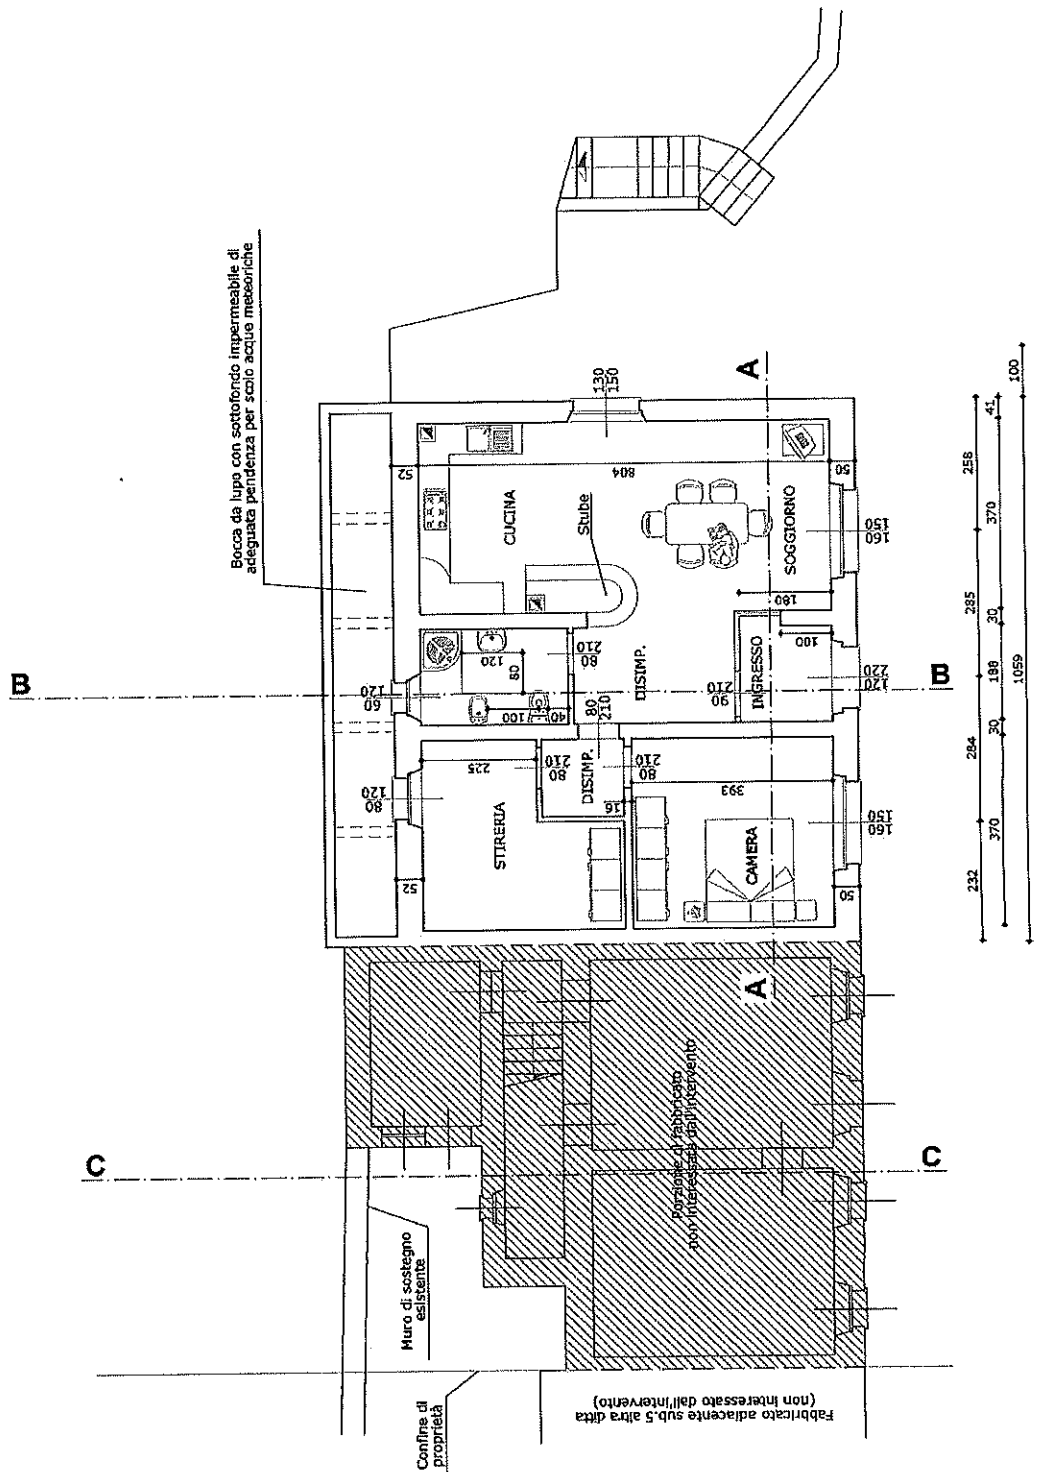 Bocca da lupo con sottofondo impermeabile di
adeguata pendenza per scolo acque meteoriche
B
B
A
A
C
C
CUCINA
Stube
SOGGIORNO
INGRESSO
DISIMP.
DISIMP.
STIRERIA
CAMERA
Porzione di fabbricato
non interessata dall'intervento
Muro di sostegno
esistente
Confine di
proprietà
Fabbricato adiacente sub.5 altra ditta
(non interessato dall'intervento)
130
150
52
804
50
150
160
180
100
220
120
210
90
210
80
120
80
100
40
120
60
80
210
120
80
225
210
80
210
80
16
393
52
50
150
160
258
285
284
232
41
370
30
188
30
370
100
1059